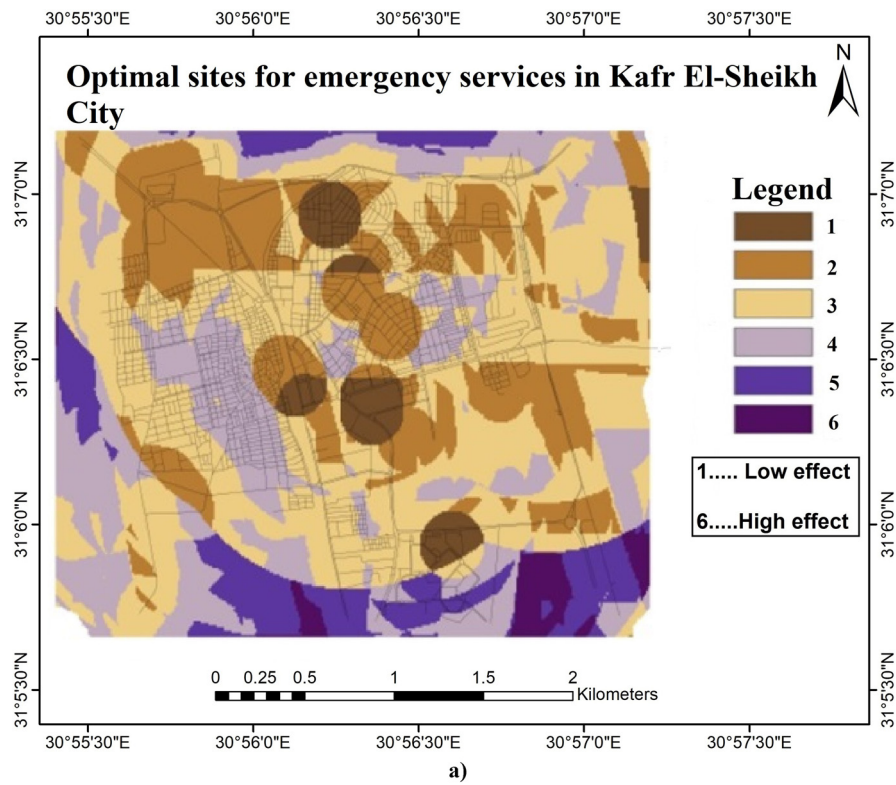 30°55'30"E 30°56'0"E 30°56'30"E 30°57'0"E 30°57'30"E
N
Optimal sites for emergency services in Kafr El-Sheikh
City
31°7'0"N 31°7'0"N
Legend
1
2
3
4
5
6
31°6'30"N 31°6'30"N
1..... Low effect
6.....High effect
31°6'0"N 31°6'0"N
0 0.25 0.5 1 1.5 2
Kilometers
31°5'30"N 31°5'30"N
30°55'30"E 30°56'0"E 30°56'30"E 30°57'0"E 30°57'30"E
a)